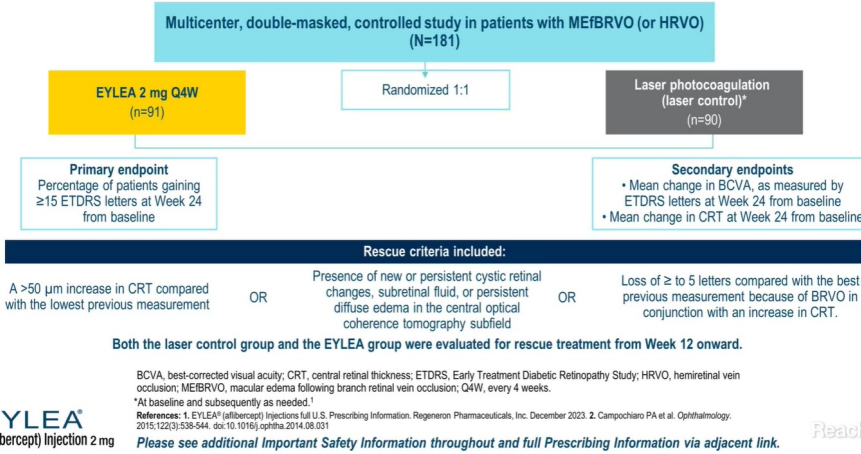 Multicenter, double-masked, controlled study in patients with MEfBRVO (or HRVO)
(N=181)
EYLEA 2 mg Q4W
(n=91)
Randomized 1:1
Laser photocoagulation
(laser control)*
(n=90)
Primary endpoint
Percentage of patients gaining
≥15 ETDRS letters at Week 24
from baseline
Secondary endpoints
• Mean change in BCVA, as measured by
ETDRS letters at Week 24 from baseline
• Mean change in CRT at Week 24 from baseline
Rescue criteria included:
A >50 µm increase in CRT compared
with the lowest previous measurement
OR
Presence of new or persistent cystic retinal
changes, subretinal fluid, or persistent
diffuse edema in the central optical
coherence tomography subfield
OR
Loss of ≥ to 5 letters compared with the best
previous measurement because of BRVO in
conjunction with an increase in CRT.
Both the laser control group and the EYLEA group were evaluated for rescue treatment from Week 12 onward.
BCVA, best-corrected visual acuity; CRT, central retinal thickness; ETDRS, Early Treatment Diabetic Retinopathy Study; HRVO, hemiretinal vein
occlusion; MEfBRVO, macular edema following branch retinal vein occlusion; Q4W, every 4 weeks.
*At baseline and subsequently as needed.1
References: 1. EYLEA® (aflibercept) Injections full U.S. Prescribing Information. Regeneron Pharmaceuticals, Inc. December 2023. 2. Campochiaro PA et al. Ophthalmology.
2015;122(3):538-544. doi:10.1016/j.ophtha.2014.08.031
YLEA®
bercept) Injection 2 mg
Please see additional Important Safety Information throughout and full Prescribing Information via adjacent link.
Reac